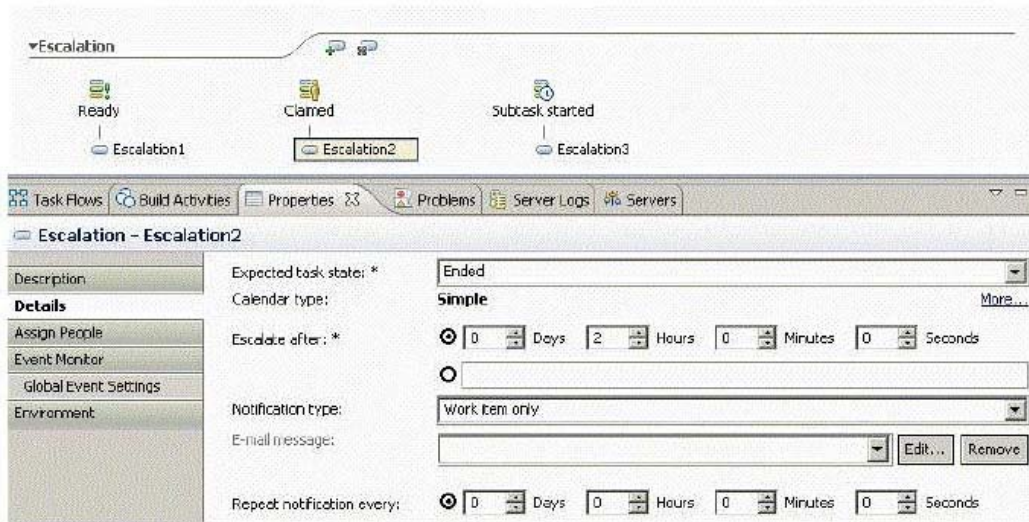 Escalation
Ready Claimed Subtask started
Escalation1 Escalation2 Escalation3
Task Flows Build Activities Properties Problems Server Logs Servers
Escalation - Escalation2
Description
Details
Assign People
Event Monitor
Global Event Settings
Environment
Expected task state: * Ended
Calendar type: Simple More...
Escalate after: * 0 Days 2 Hours 0 Minutes 0 Seconds
Notification type: Work item only
E-mail message: Edit... Remove
Repeat notification every: 0 Days 0 Hours 0 Minutes 0 Seconds